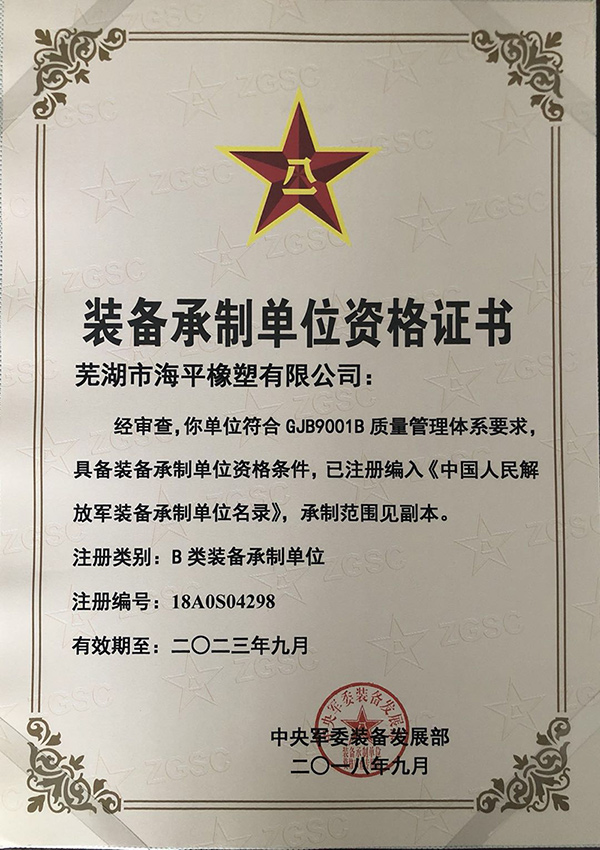 八一
装备承制单位资格证书
芜湖市海平橡塑有限公司：
经审查，你单位符合 GJB9001B 质量管理体系要求，
具备装备承制单位资格条件，已注册编入《中国人民解
放军装备承制单位名录》，承制范围见副本。
注册类别：B 类装备承制单位
注册编号：18A0S04298
有效期至：二〇二三年九月
中央军委装备发展部
二〇一八年九月
ZGSC